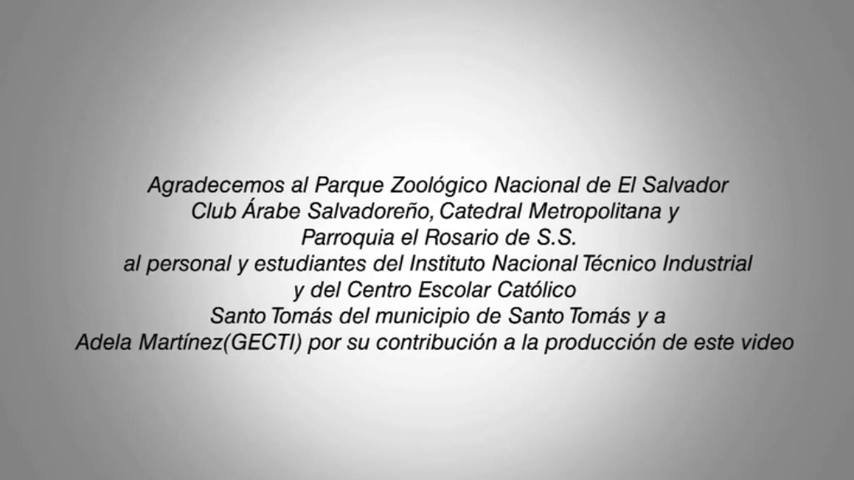 Agradecemos al Parque Zoológico Nacional de El Salvador
Club Árabe Salvadoreño, Catedral Metropolitana y
Parroquia el Rosario de S.S.
al personal y estudiantes del Instituto Nacional Técnico Industrial
y del Centro Escolar Católico
Santo Tomás del municipio de Santo Tomás y a
Adela Martínez(GECTI) por su contribución a la producción de este video